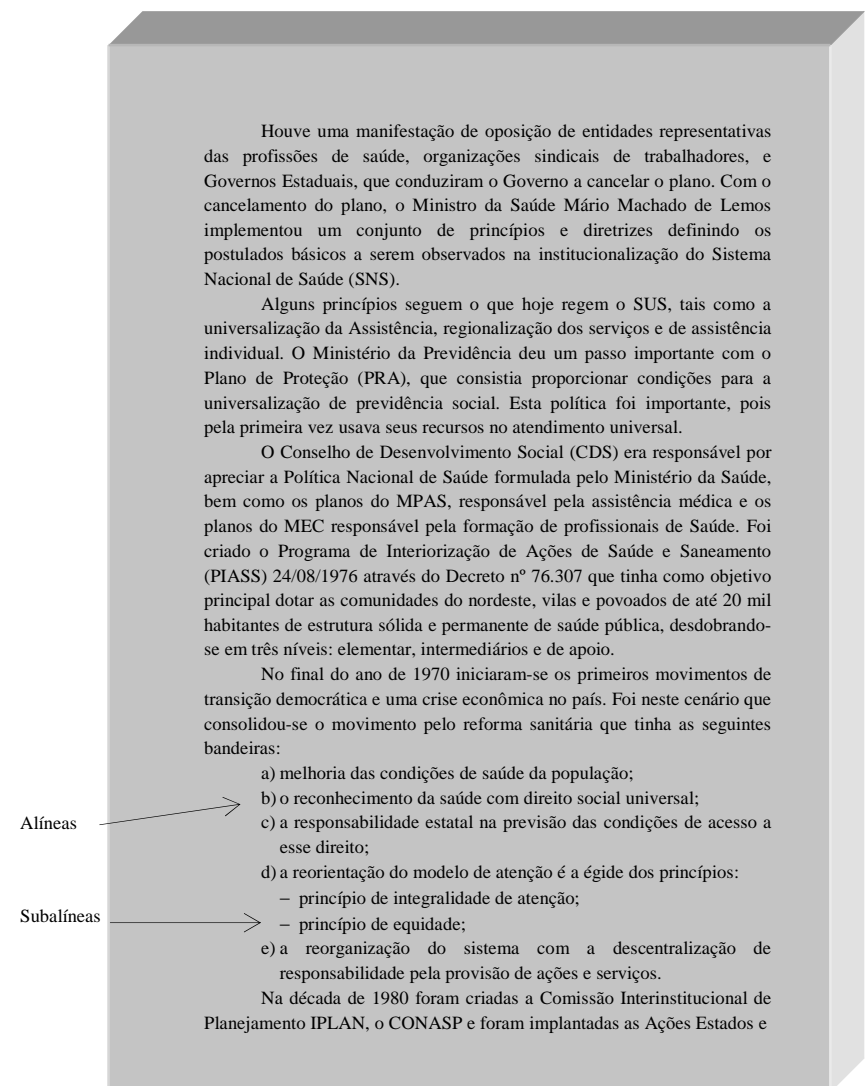 Houve uma manifestação de oposição de entidades representativas
das profissões de saúde, organizações sindicais de trabalhadores, e
Governos Estaduais, que conduziram o Governo a cancelar o plano. Com o
cancelamento do plano, o Ministro da Saúde Mário Machado de Lemos
implementou um conjunto de princípios e diretrizes definindo os
postulados básicos a serem observados na institucionalização do Sistema
Nacional de Saúde (SNS).
Alguns princípios seguem o que hoje regem o SUS, tais como a
universalização da Assistência, regionalização dos serviços e de assistência
individual. O Ministério da Previdência deu um passo importante com o
Plano de Proteção (PRA), que consistia proporcionar condições para a
universalização de previdência social. Esta política foi importante, pois
pela primeira vez usava seus recursos no atendimento universal.
O Conselho de Desenvolvimento Social (CDS) era responsável por
apreciar a Política Nacional de Saúde formulada pelo Ministério da Saúde,
bem como os planos do MPAS, responsável pela assistência médica e os
planos do MEC responsável pela formação de profissionais de Saúde. Foi
criado o Programa de Interiorização de Ações de Saúde e Saneamento
(PIASS) 24/08/1976 através do Decreto nº 76.307 que tinha como objetivo
principal dotar as comunidades do nordeste, vilas e povoados de até 20 mil
habitantes de estrutura sólida e permanente de saúde pública, desdobrando-
se em três níveis: elementar, intermediários e de apoio.
No final do ano de 1970 iniciaram-se os primeiros movimentos de
transição democrática e uma crise econômica no país. Foi neste cenário que
consolidou-se o movimento pelo reforma sanitária que tinha as seguintes
bandeiras:
a) melhoria das condições de saúde da população;
b) o reconhecimento da saúde com direito social universal;
Alíneas
c) a responsabilidade estatal na previsão das condições de acesso a
esse direito;
d) a reorientação do modelo de atenção é a égide dos princípios:
– princípio de integralidade de atenção;
Subalíneas
– princípio de equidade;
e) a reorganização do sistema com a descentralização de
responsabilidade pela provisão de ações e serviços.
Na década de 1980 foram criadas a Comissão Interinstitucional de
Planejamento IPLAN, o CONASP e foram implantadas as Ações Estados e